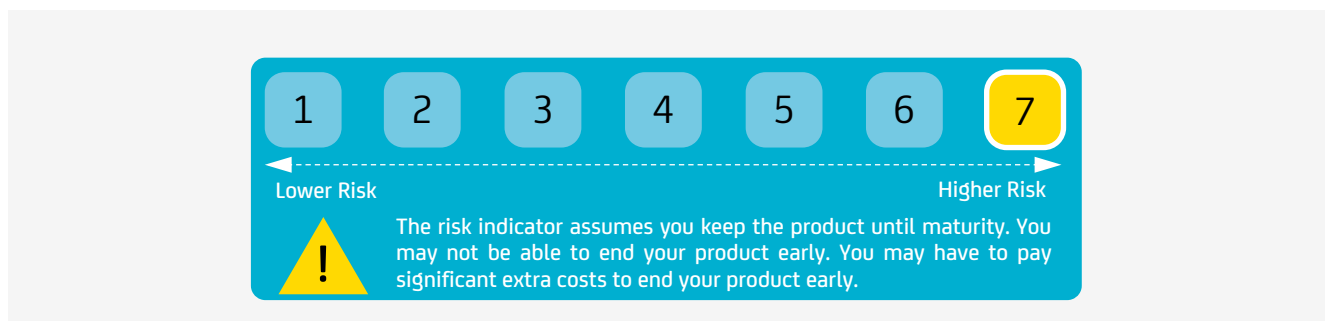 1 2 3 4 5 6 7
Lower Risk Higher Risk
!
The risk indicator assumes you keep the product until maturity. You
may not be able to end your product early. You may have to pay
significant extra costs to end your product early.